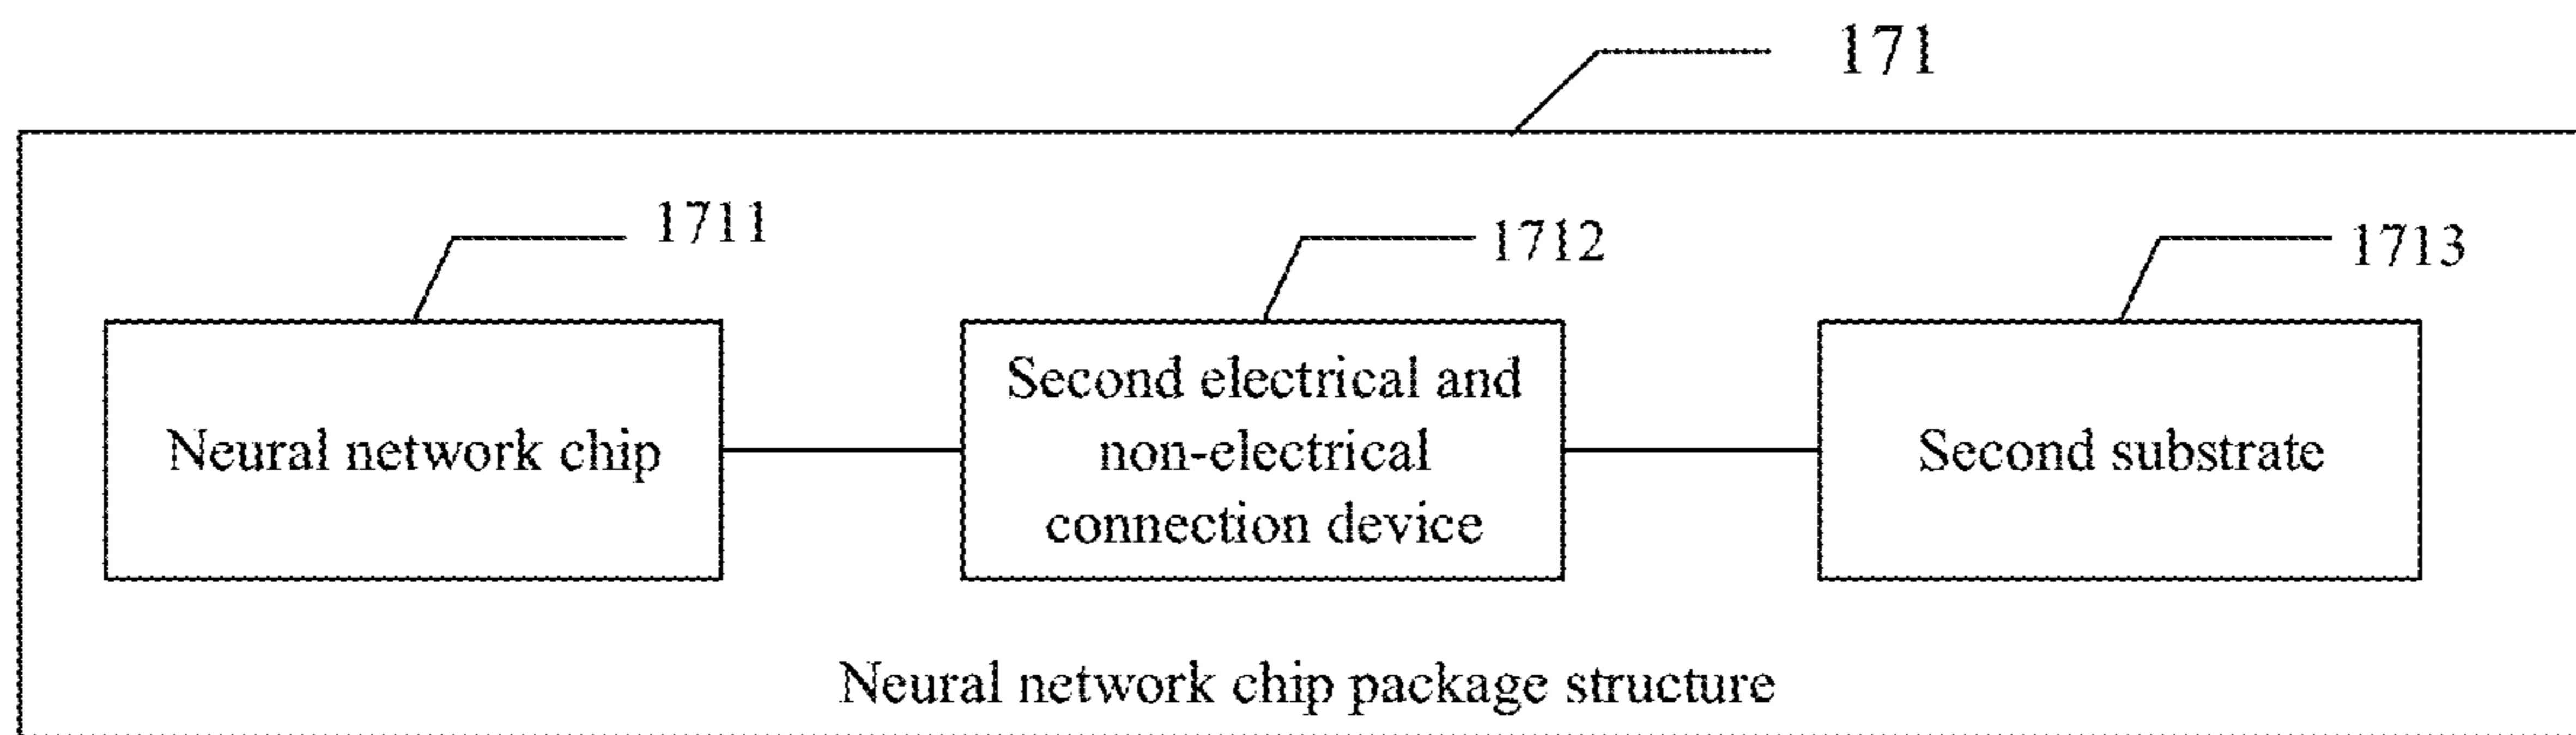 171
1711
1712
1713
Neural network chip
Second electrical and
non-electrical
connection device
Second substrate
Neural network chip package structure